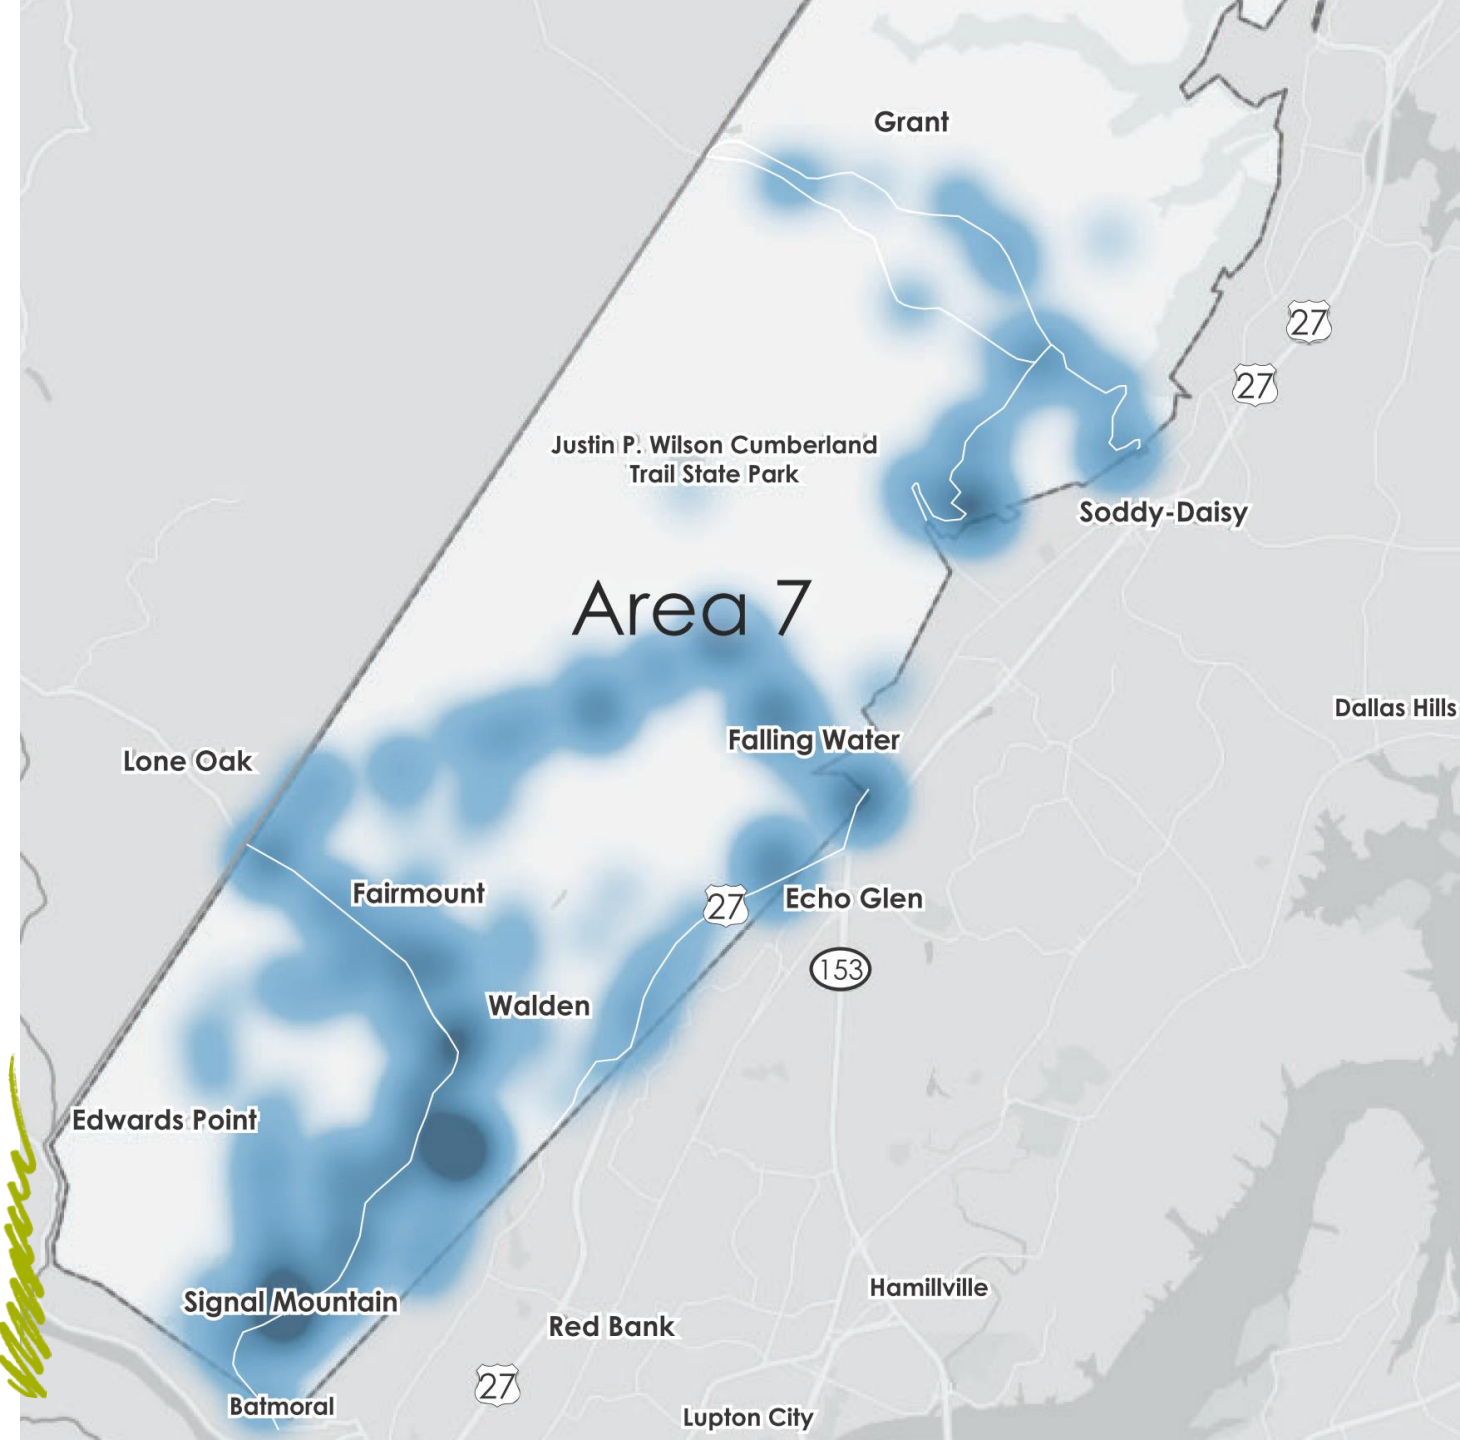 Grant
27
27
Justin P. Wilson Cumberland
Trail State Park
Soddy-Daisy
Area 7
Dallas Hills
Falling Water
Lone Oak
Fairmount
27
Echo Glen
153
Walden
Edwards Point
Hamillville
Signal Mountain
Red Bank
27
Batmoral
Lupton City